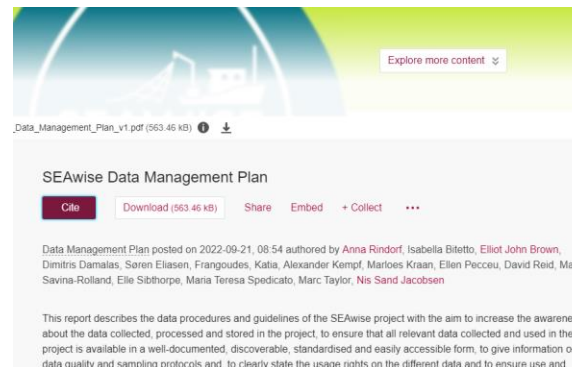 Explore more content
_Data_Management_Plan_v1.pdf (563.46 kB)
SEAwise Data Management Plan
Cite Download (563.46 kB) Share Embed + Collect •••
Data Management Plan posted on 2022-09-21, 08:54 authored by Anna Rindorf, Isabella Bitetto, Elliot John Brown,
Dimitris Damalas, Søren Eliasen, Frangoudes, Katia, Alexander Kempf, Marloes Kraan, Ellen Pecceu, David Reid, Ma
Savina-Rolland, Elle Sibthorpe, Maria Teresa Spedicato, Marc Taylor, Nis Sand Jacobsen
This report describes the data procedures and guidelines of the SEAwise project with the aim to increase the awarene
about the data collected, processed and stored in the project, to ensure that all relevant data collected and used in the
project is available in a well-documented, discoverable, standardised and easily accessible form, to give information o
data quality and sampling protocols and, to clearly state the usage rights on the different data and to ensure use and